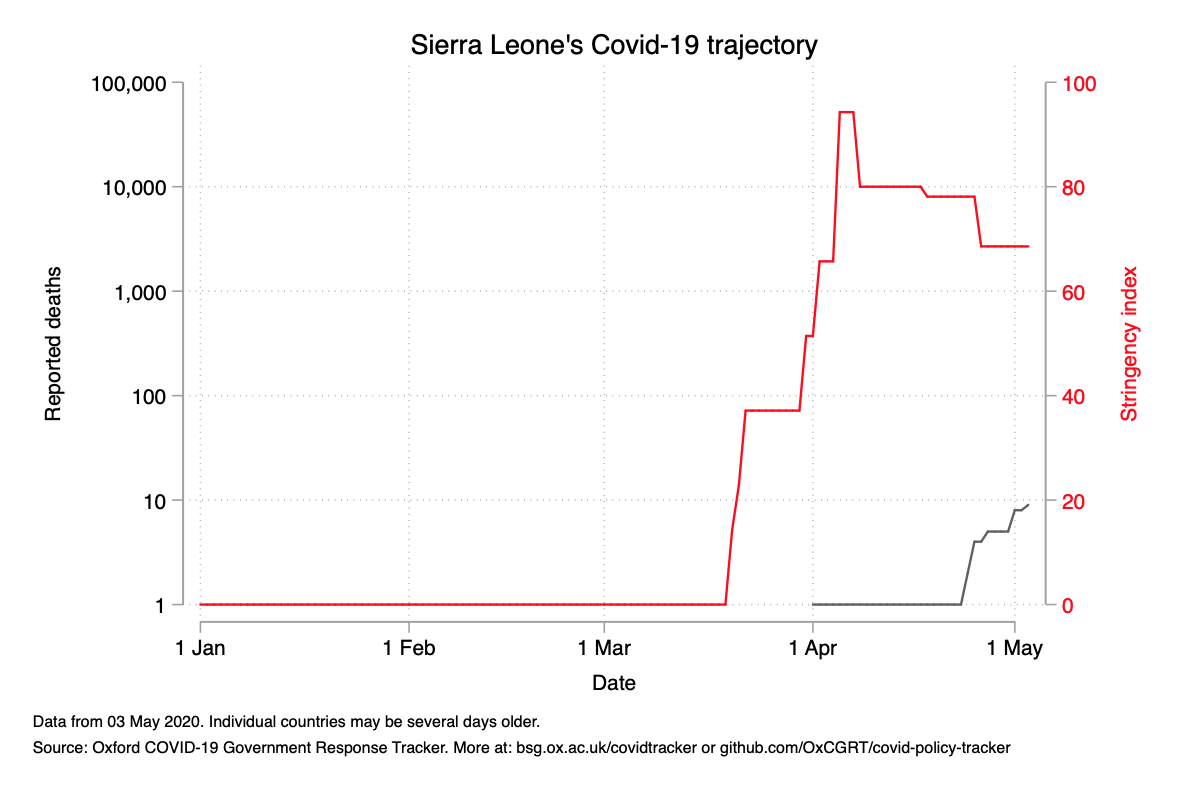 Sierra Leone's Covid-19 trajectory
100,000
10,000
1,000
100
10
1
Reported deaths
100
80
60
40
20
0
Stringency index
1 Jan
1 Feb
1 Mar
1 Apr
1 May
Date
Data from 03 May 2020. Individual countries may be several days older.
Source: Oxford COVID-19 Government Response Tracker. More at: bsg.ox.ac.uk/covidtracker or github.com/OxCGRT/covid-policy-tracker